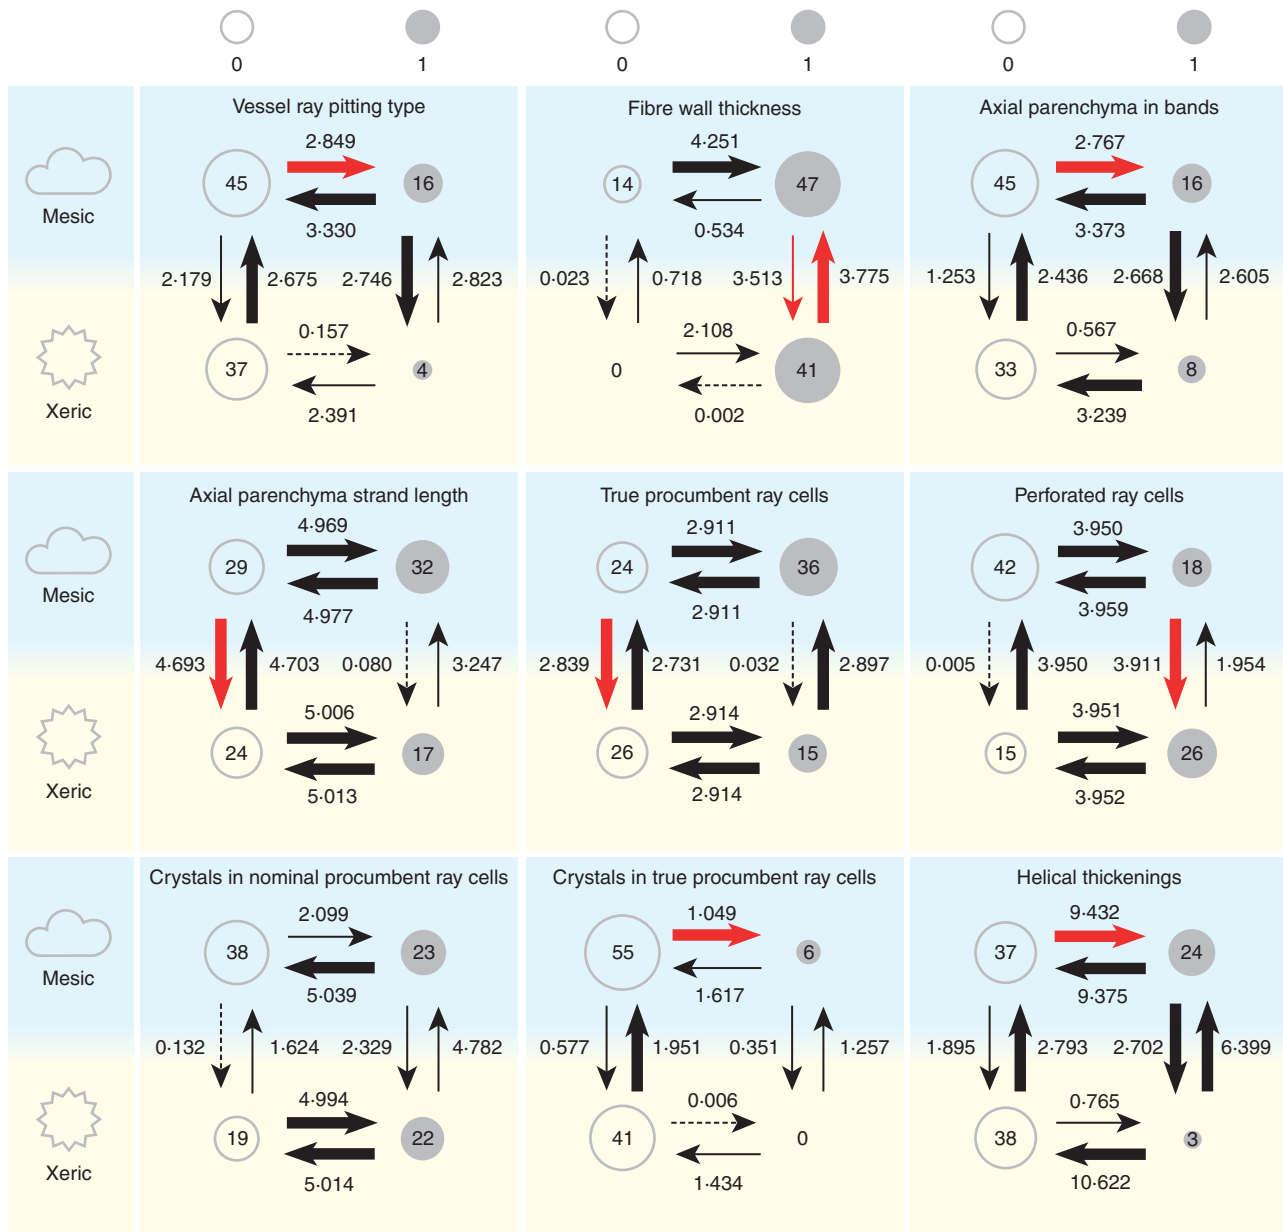 0 1 0 1 0 1
Vessel ray pitting type Fibre wall thickness Axial parenchyma in bands
2·849 4·251 2·767
45 16 14 47 45 16
Mesic
3·330 0·534 3·373
2·179 2·675 2·746 2·823 0·023 0·718 3·513 3·775 1·253 2·436 2·668 2·605
0·157 2·108 0·567
37 4 0 41 33 8
Xeric
2·391 0·002 3·239
Axial parenchyma strand length True procumbent ray cells Perforated ray cells
4·969 2·911 3·950
29 32 24 36 42 18
Mesic
4·977 2·911 3·959
4·693 4·703 0·080 3·247 2·839 2·731 0·032 2·897 0·005 3·950 3·911 1·954
5·006 2·914 3·951
24 17 26 15 15 26
Xeric
5·013 2·914 3·952
Crystals in nominal procumbent ray cells Crystals in true procumbent ray cells Helical thickenings
2·099 1·049 9·432
38 23 55 6 37 24
Mesic
5·039 1·617 9·375
0·132 1·624 2·329 4·782 0·577 1·951 0·351 1·257 1·895 2·793 2·702 6·399
4·994 0·006 0·765
19 22 41 0 38 3
Xeric
5·014 1·434 10·622